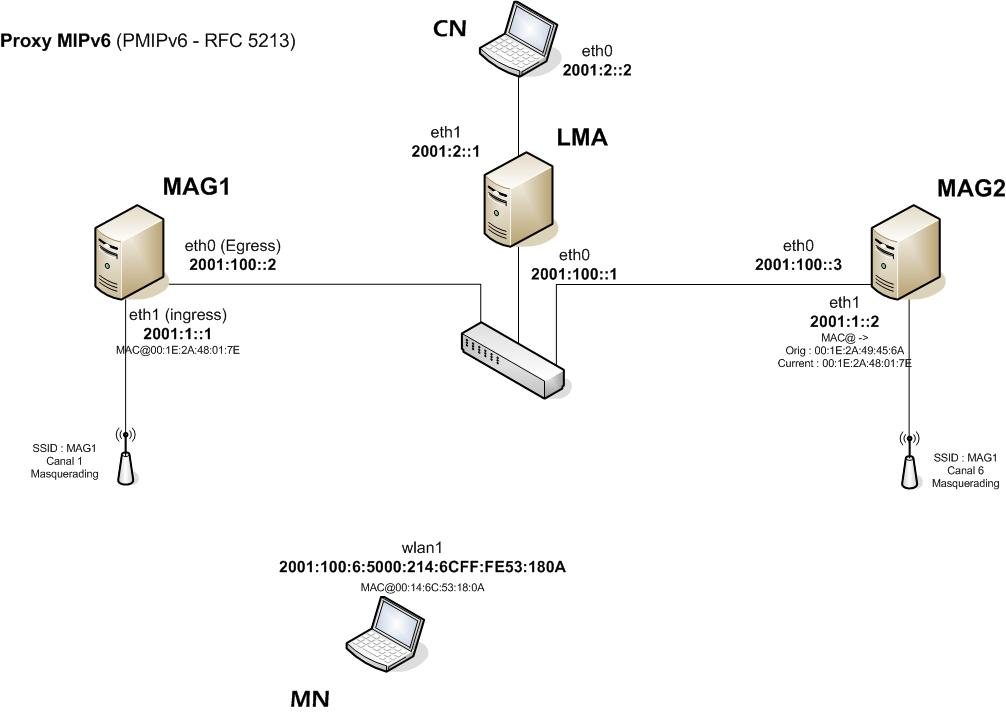 Proxy MIPv6 (PMIPv6 - RFC 5213)
CN
eth0
2001:2::2
eth1
2001:2::1
LMA
MAG1
MAG2
eth0 (Egress)
2001:100::2
eth0
2001:100::1
eth0
2001:100::3
eth1 (ingress)
2001:1::1
MAC@00:1E:2A:48:01:7E
eth1
2001:1::2
MAC@ ->
Orig : 00:1E:2A:49:45:6A
Current : 00:1E:2A:48:01:7E
SSID : MAG1
Canal 1
Masquerading
SSID : MAG1
Canal 6
Masquerading
wlan1
2001:100:6:5000:214:6CFF:FE53:180A
MAC@00:14:6C:53:18:0A
MN